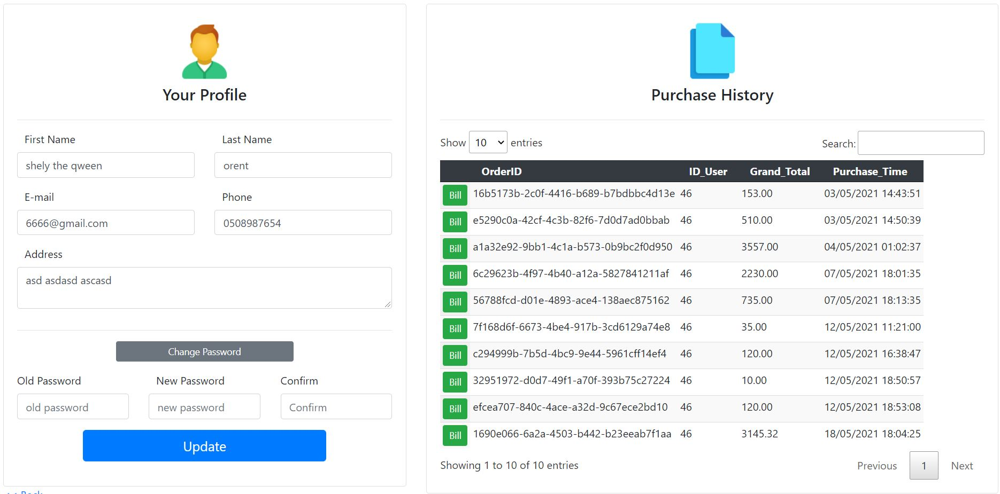 Your Profile
First Name Last Name
shely the qween orent
E-mail Phone
6666@gmail.com 0508987654
Address
asd asdasd ascasd
Change Password
Old Password New Password Confirm
old password new password Confirm
Update
<< Back
Purchase History
Show 10 entries Search:
OrderID ID_User Grand_Total Purchase_Time
Bill 16b5173b-2c0f-4416-b689-b7bdbbc4d13e 46 153.00 03/05/2021 14:43:51
Bill e5290c0a-42cf-4c3b-82f6-7d0d7ad0bbab 46 510.00 03/05/2021 14:50:39
Bill a1a32e92-9bb1-4c1a-b573-0b9bc2f0d950 46 3557.00 04/05/2021 01:02:37
Bill 6c29623b-4f97-4b40-a12a-5827841211af 46 2230.00 07/05/2021 18:01:35
Bill 56788fcd-d01e-4893-ace4-138aec875162 46 735.00 07/05/2021 18:13:35
Bill 7f168d6f-6673-4be4-917b-3cd6129a74e8 46 35.00 12/05/2021 11:21:00
Bill c294999b-7b5d-4bc9-9e44-5961cff14ef4 46 120.00 12/05/2021 16:38:47
Bill 32951972-d0d7-49f1-a70f-393b75c27224 46 10.00 12/05/2021 18:50:57
Bill efcea707-840c-4ace-a32d-9c67ece2bd10 46 120.00 12/05/2021 18:53:08
Bill 1690e066-6a2a-4503-b442-b23eeab7f1aa 46 3145.32 18/05/2021 18:04:25
Showing 1 to 10 of 10 entries Previous 1 Next